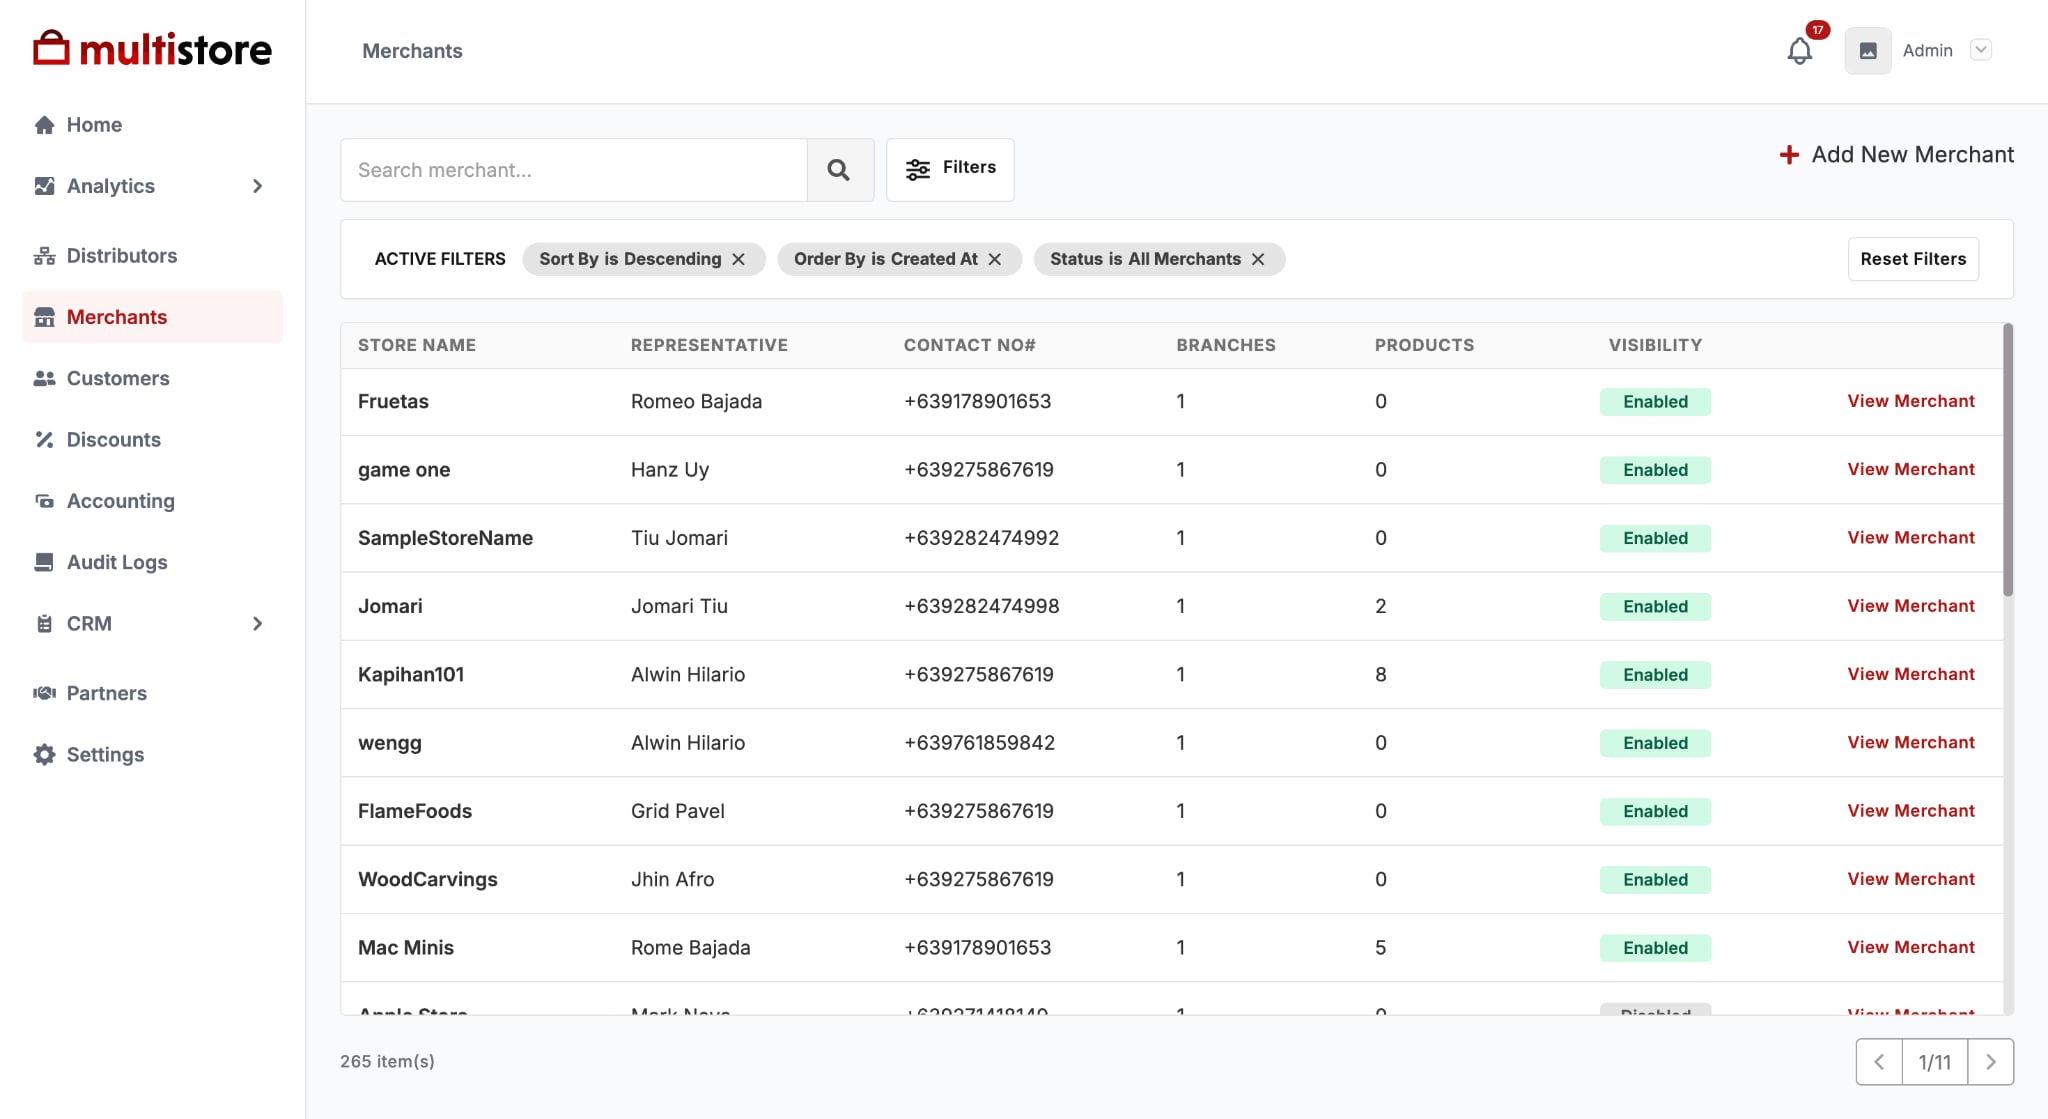 multistore
Merchants
17
Admin
Home
Analytics
Distributors
Merchants
Customers
Discounts
Accounting
Audit Logs
CRM
Partners
Settings
Search merchant...
Filters
Add New Merchant
ACTIVE FILTERS Sort By is Descending Order By is Created At Status is All Merchants Reset Filters
STORE NAME REPRESENTATIVE CONTACT NO# BRANCHES PRODUCTS VISIBILITY
Fruetas Romeo Bajada +639178901653 1 0 Enabled View Merchant
game one Hanz Uy +639275867619 1 0 Enabled View Merchant
SampleStoreName Tiu Jomari +639282474992 1 0 Enabled View Merchant
Jomari Jomari Tiu +639282474998 1 2 Enabled View Merchant
Kapihan101 Alwin Hilario +639275867619 1 8 Enabled View Merchant
wengg Alwin Hilario +639761859842 1 0 Enabled View Merchant
FlameFoods Grid Pavel +639275867619 1 0 Enabled View Merchant
WoodCarvings Jhin Afro +639275867619 1 0 Enabled View Merchant
Mac Minis Rome Bajada +639178901653 1 5 Enabled View Merchant
Apple Store Mark Disabled View Merchant
265 item(s)
1/11